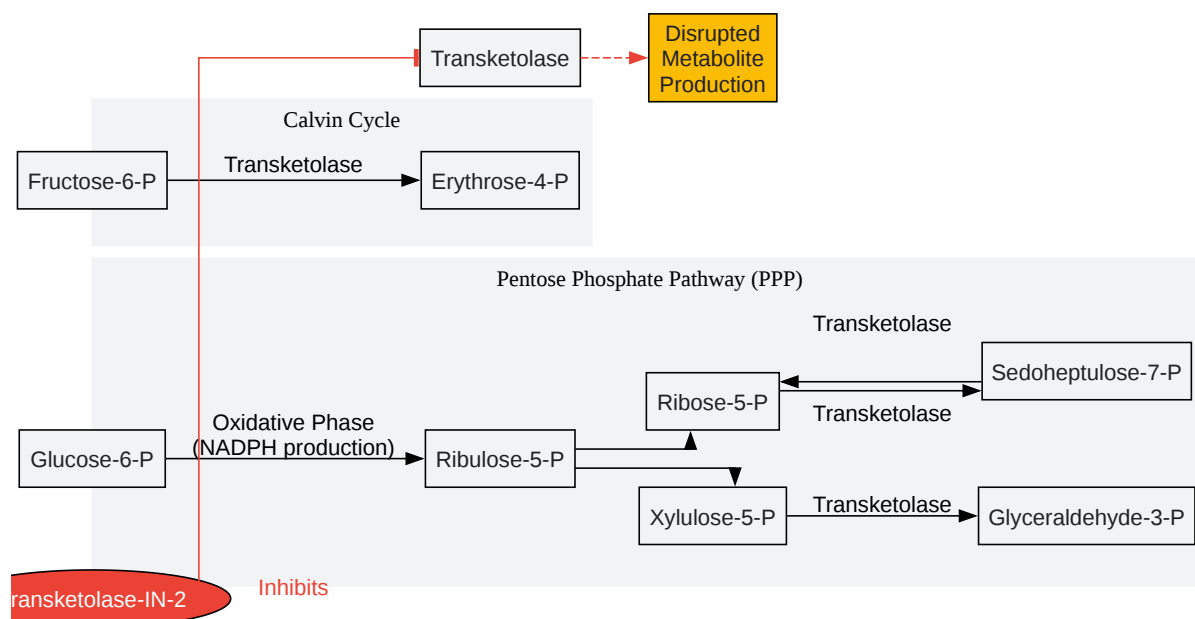 Transketolase
Disrupted
Metabolite
Production
Calvin Cycle
Fructose-6-P
Transketolase
Erythrose-4-P
Pentose Phosphate Pathway (PPP)
Transketolase
Sedoheptulose-7-P
Ribose-5-P
Transketolase
Oxidative Phase
(NADPH production)
Glucose-6-P
Ribulose-5-P
Xylulose-5-P
Transketolase
Glyceraldehyde-3-P
ransketolase-IN-2
Inhibits